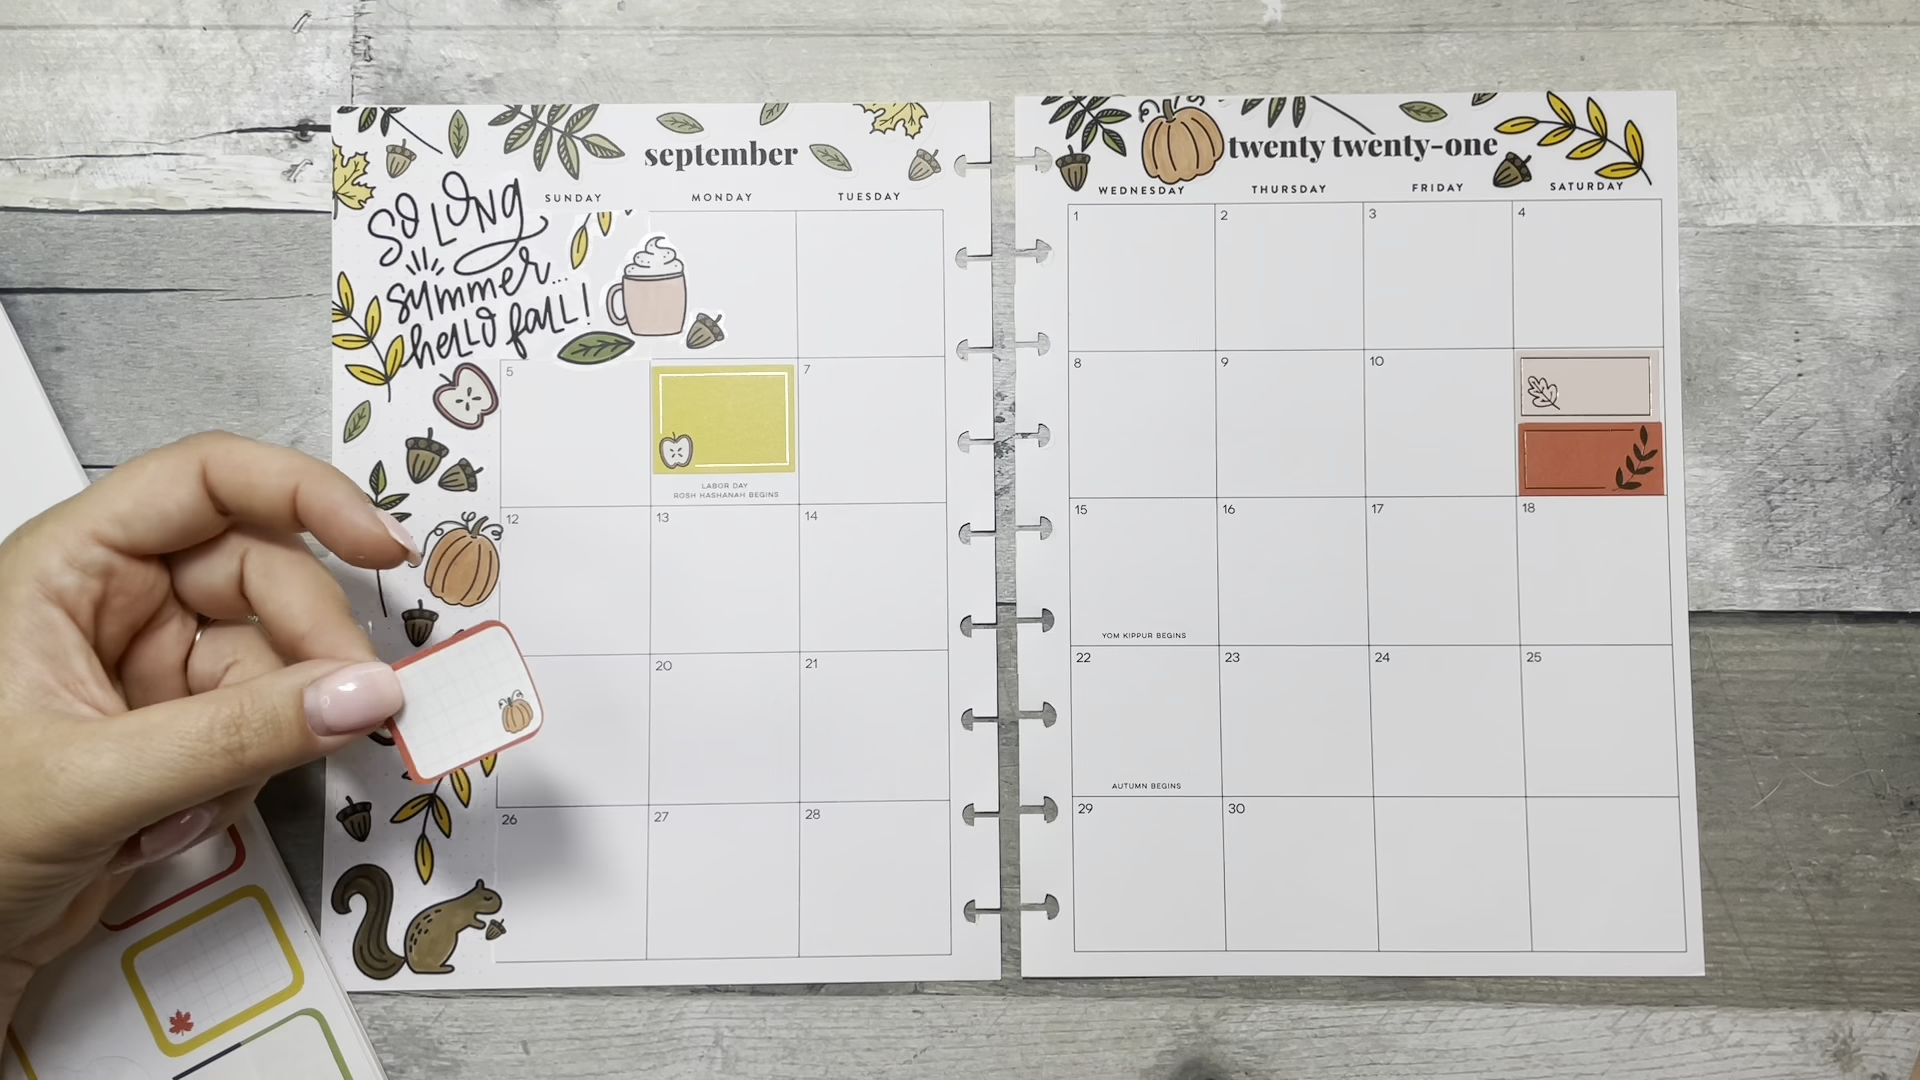 september
twenty twenty-one
SUNDAY MONDAY TUESDAY
WEDNESDAY THURSDAY FRIDAY SATURDAY
So Long
summer...
hello fall!
1 2 3 4
5 7
LABOR DAY
ROSH HASHANAH BEGINS
8 9 10
12 13 14
15 16 17 18
YOM KIPPUR BEGINS
20 21
22 23 24 25
AUTUMN BEGINS
26 27 28
29 30